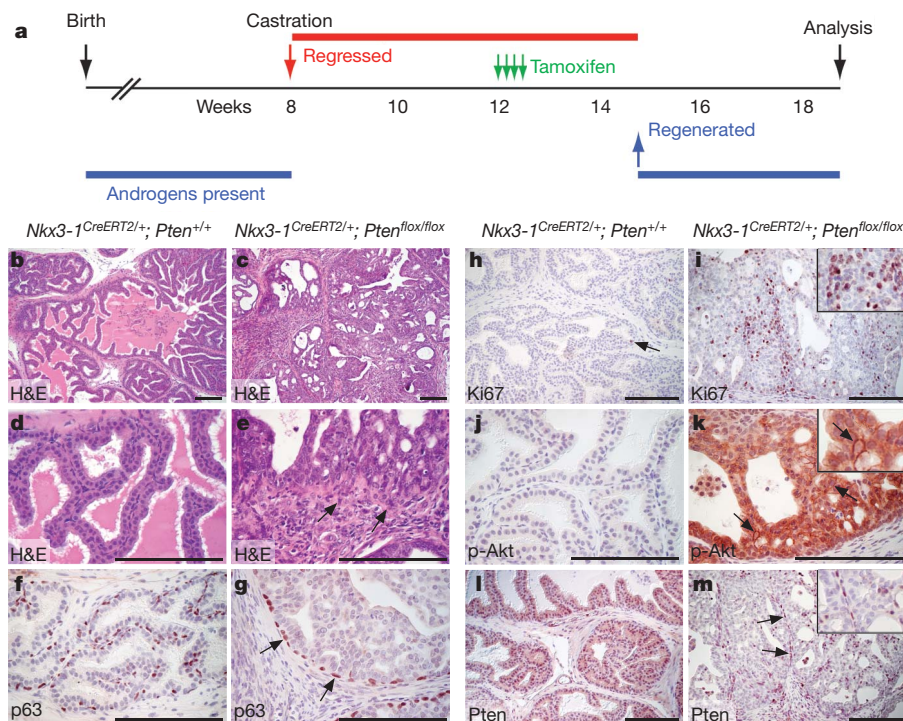 a
Birth
Castration
Analysis
Regressed
Tamoxifen
Weeks 8 10 12 14 16 18
Regenerated
Androgens present
Nkx3-1CreERT2/+; Pten+/+
Nkx3-1CreERT2/+; Ptenflox/flox
Nkx3-1CreERT2/+; Pten+/+
Nkx3-1CreERT2/+; Ptenflox/flox
b
H&E
c
H&E
h
Ki67
i
Ki67
d
H&E
e
H&E
j
p-Akt
k
p-Akt
f
p63
g
p63
l
Pten
m
Pten